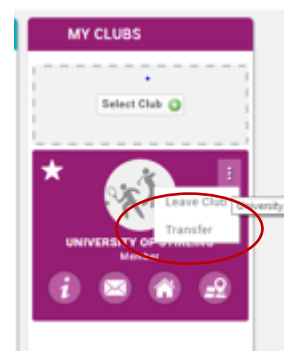 MY CLUBS
Select Club
Leave Club
University
Transfer
UNIVERSITY OF STIRLING
Member